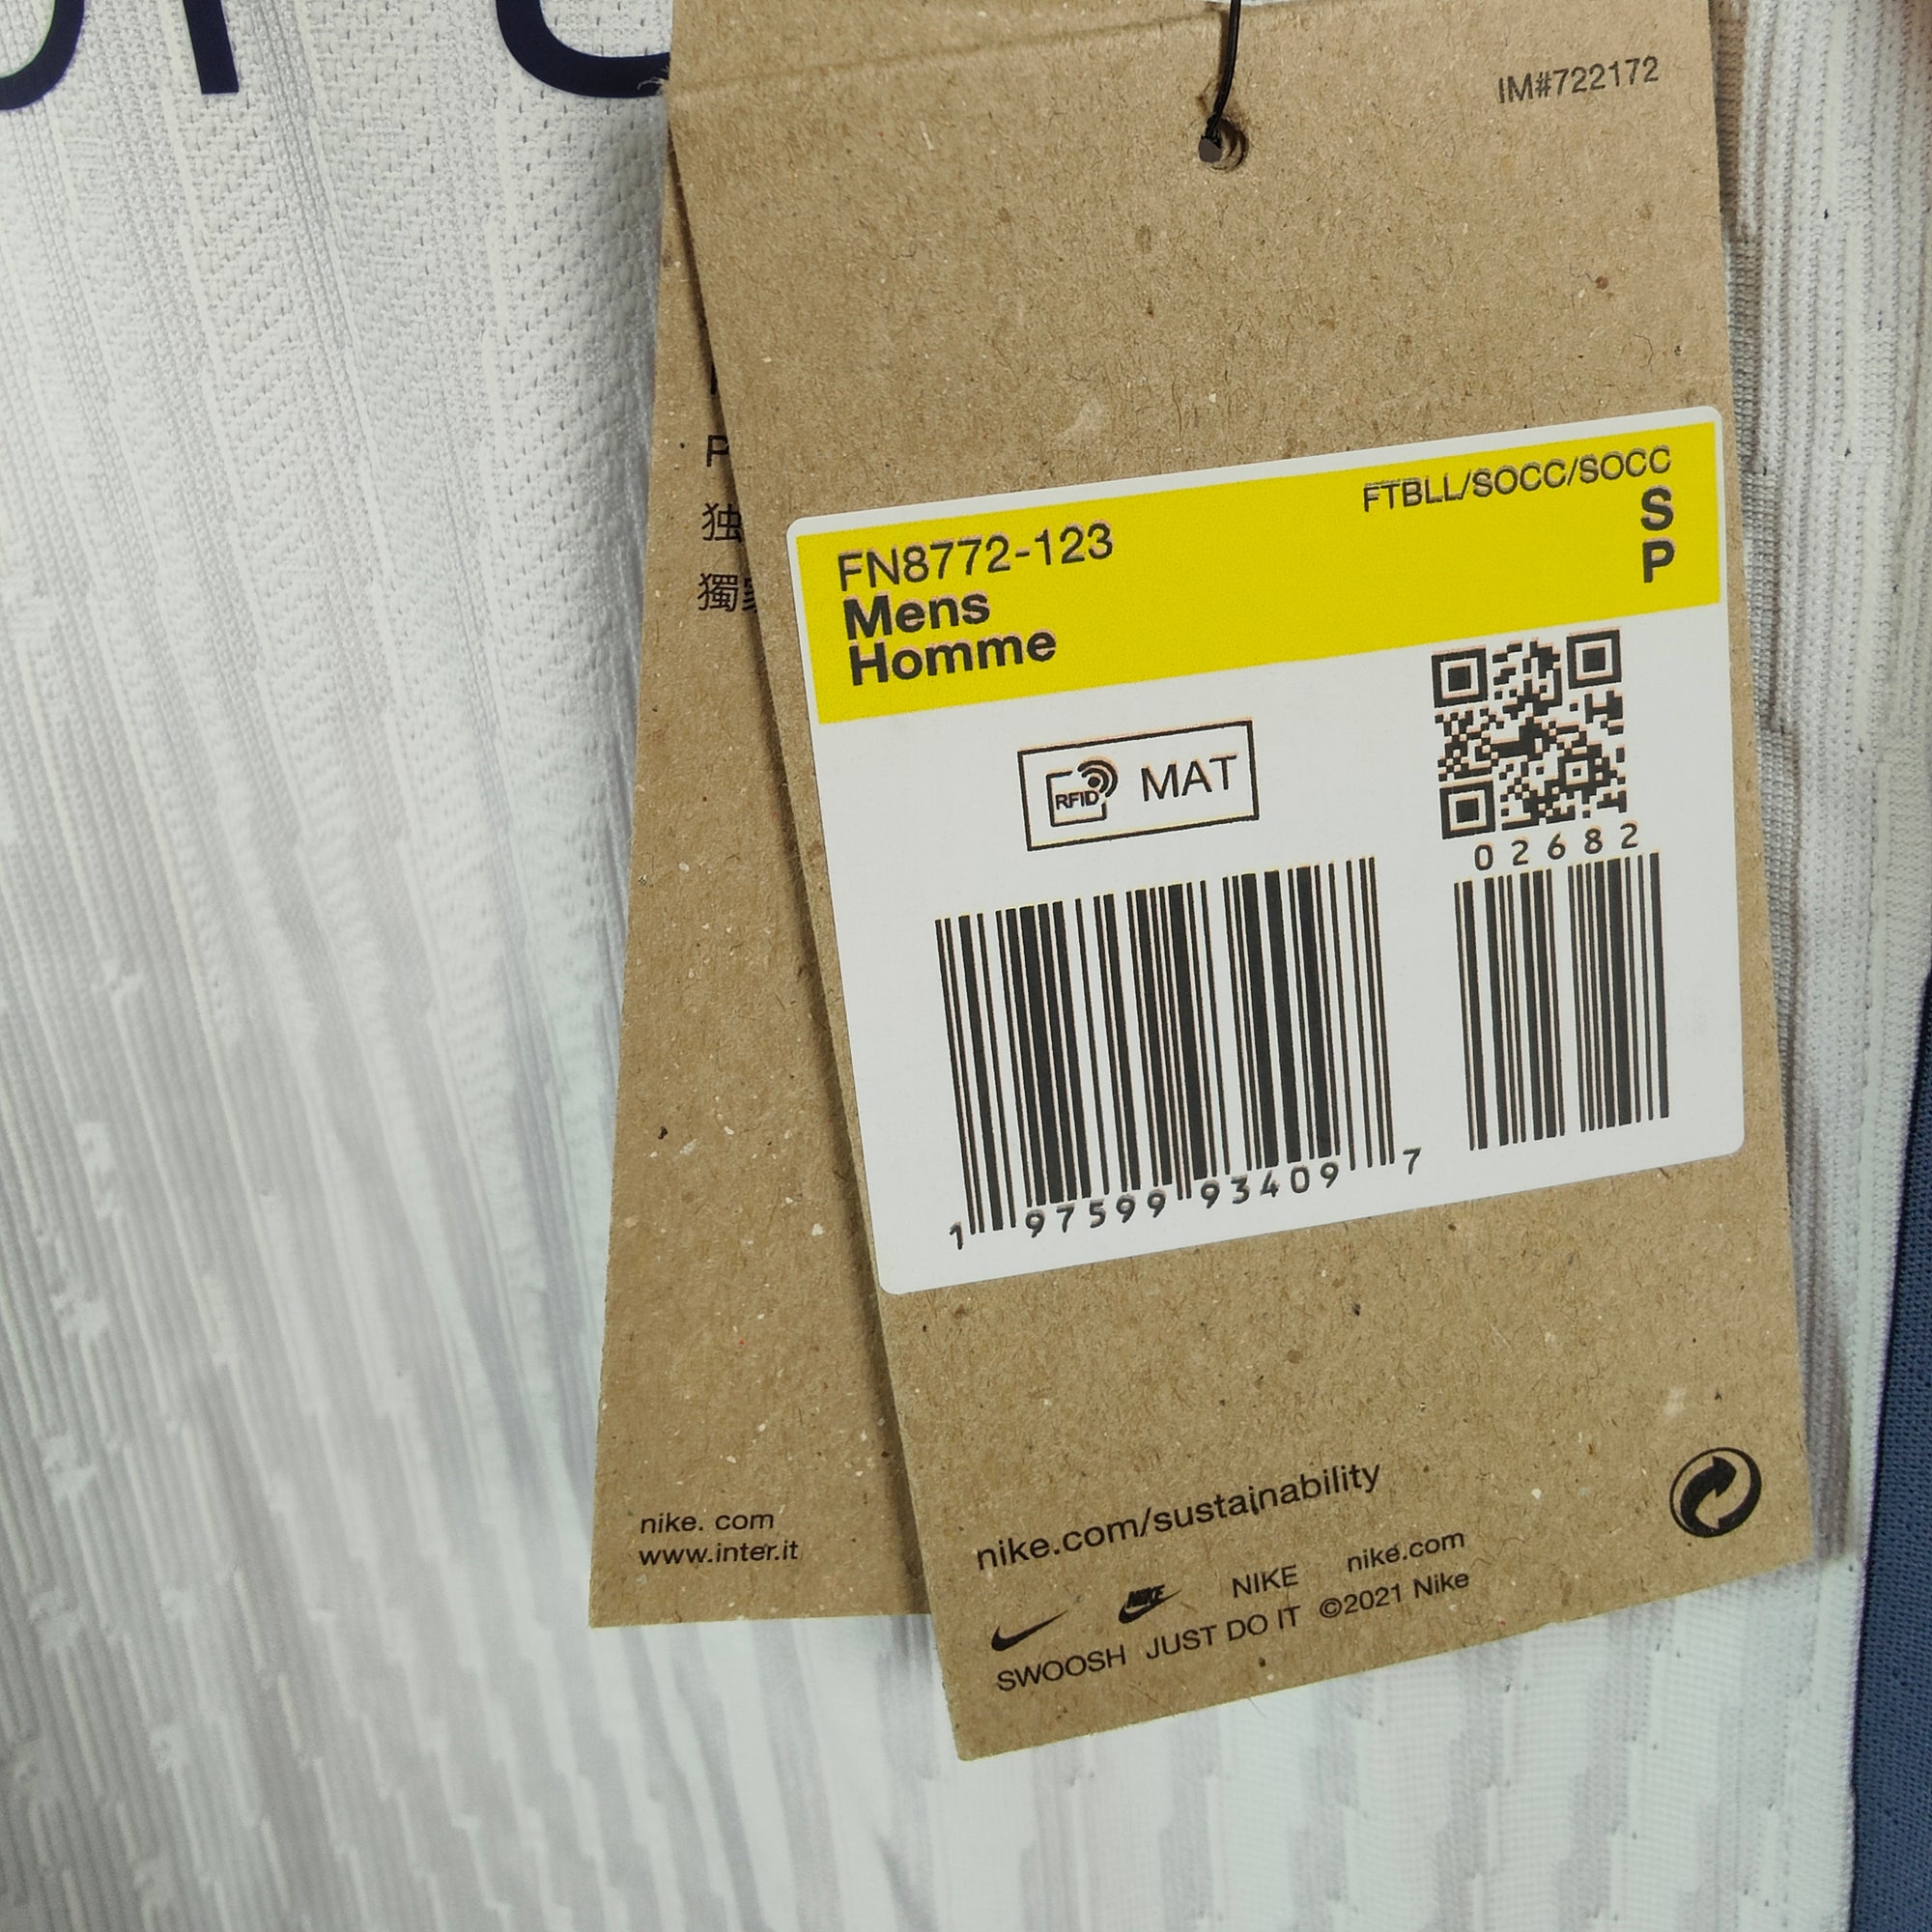 IM#722172
FTBLL/SOCC/SOCC
FN8772-123
S
Mens
P
Homme
RFID MAT
02682
1 97599 93409 7
P
独
獨
nike. com
www.inter.it
nike.com/sustainability
NIKE NIKE nike.com
SWOOSH JUST DO IT ©2021 Nike